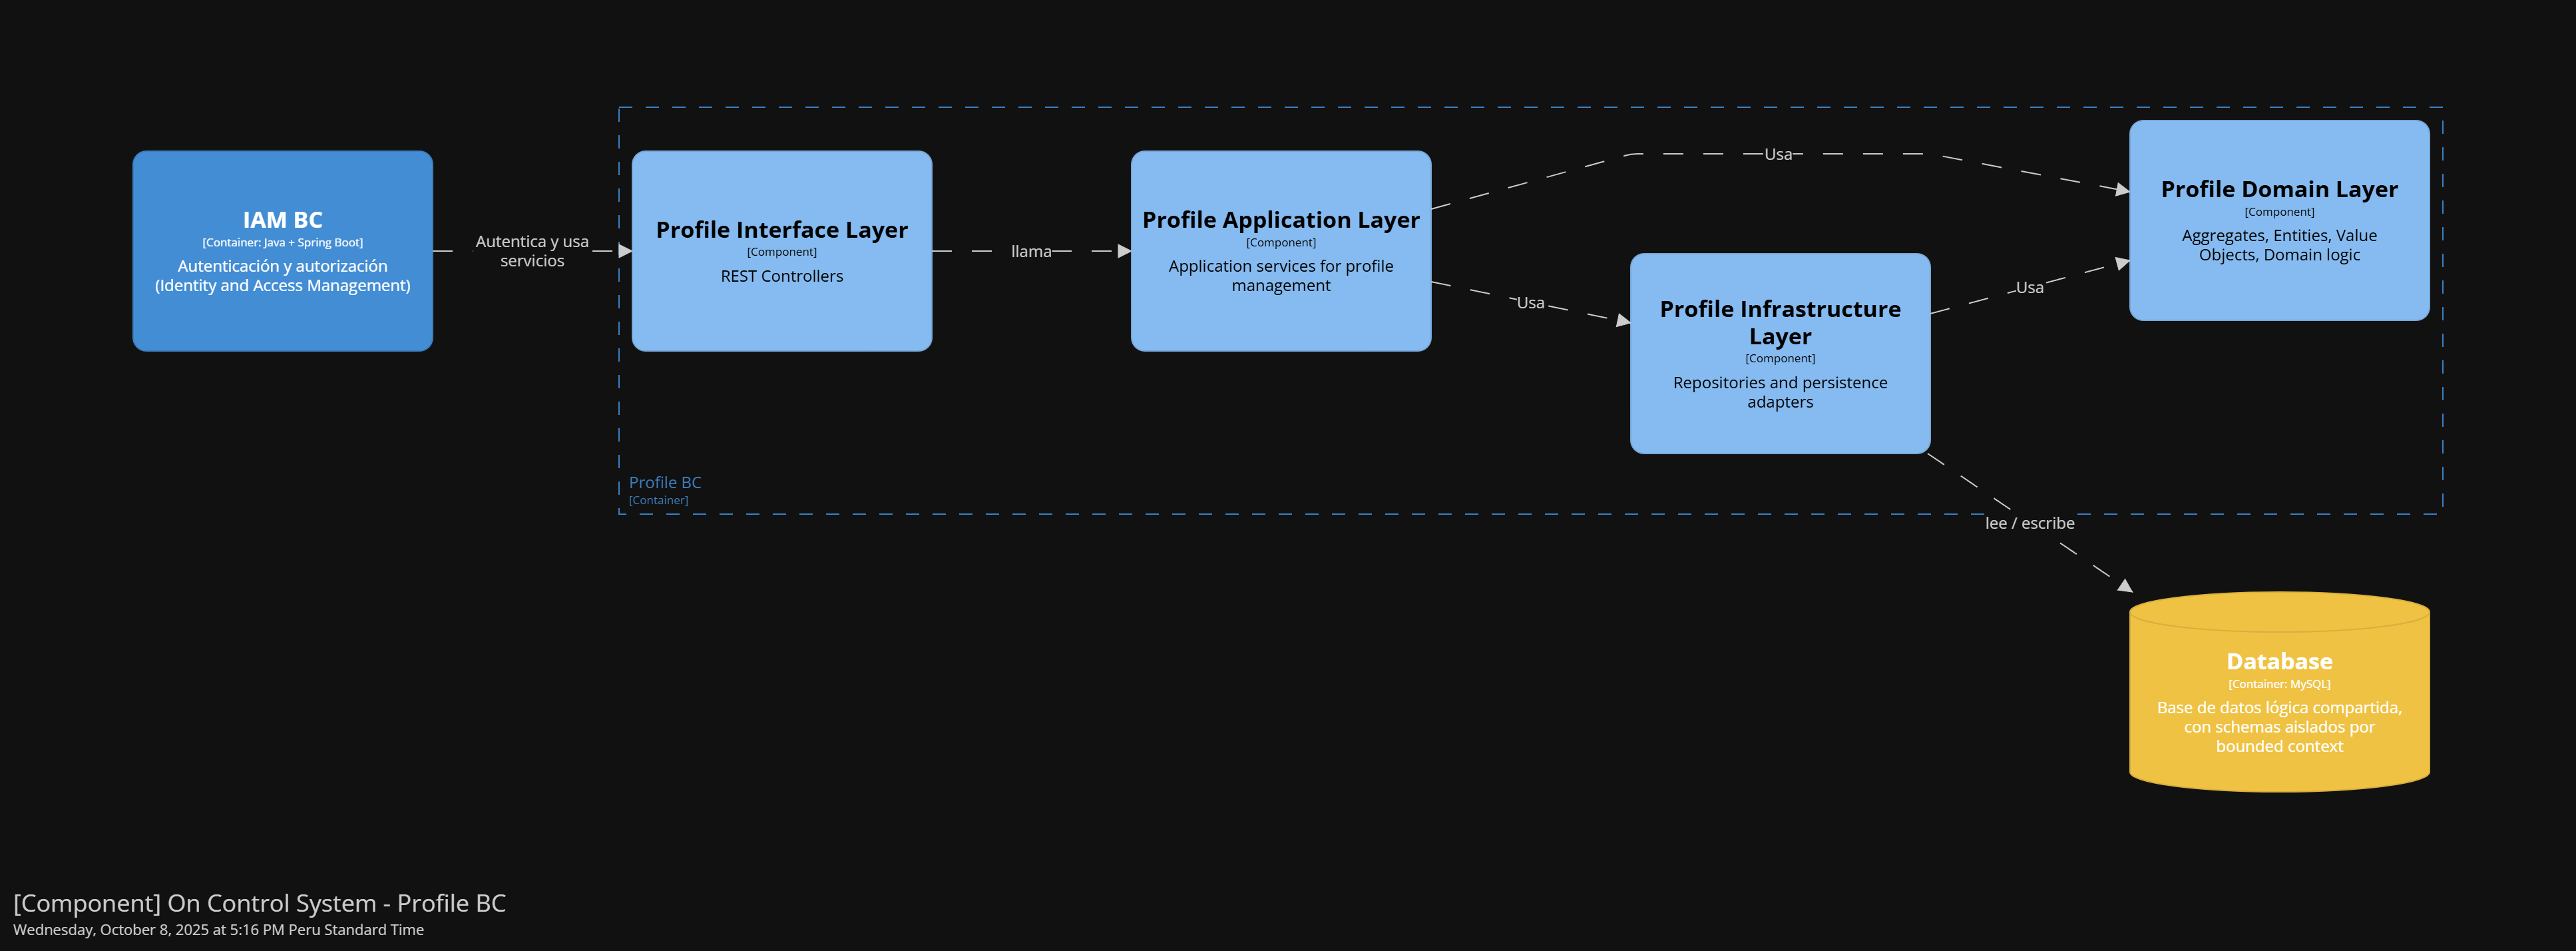 IAM BC
[Container: Java + Spring Boot]
Autenticación y autorización
(Identity and Access Management)
Autentica y usa
servicios
Profile Interface Layer
[Component]
REST Controllers
llama
Profile Application Layer
[Component]
Application services for profile
management
Usa
Usa
Profile Infrastructure
Layer
[Component]
Repositories and persistence
adapters
Usa
Profile Domain Layer
[Component]
Aggregates, Entities, Value
Objects, Domain logic
Profile BC
[Container]
lee / escribe
Database
[Container: MySQL]
Base de datos lógica compartida,
con schemas aislados por
bounded context
[Component] On Control System - Profile BC
Wednesday, October 8, 2025 at 5:16 PM Peru Standard Time